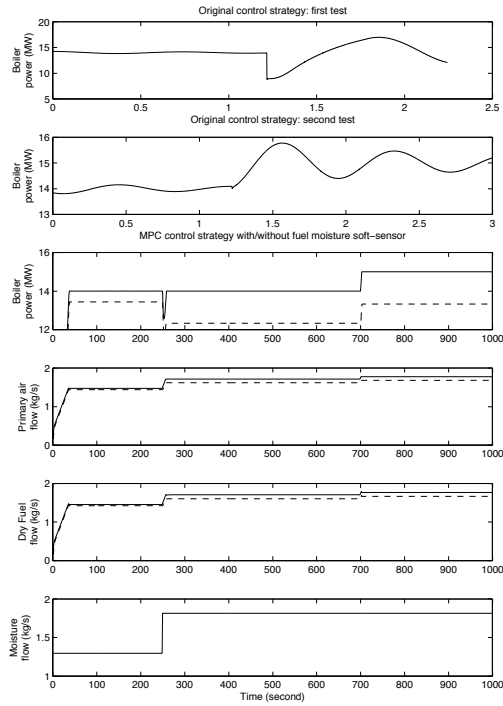 Original control strategy: first test
20
15
10
5
Boiler
power (MW)
0 0.5 1 1.5 2 2.5
Original control strategy: second test
16
15
14
13
Boiler
power (MW)
0 0.5 1 1.5 2 2.5 3
MPC control strategy with/without fuel moisture soft-sensor
16
14
12
Boiler
power (MW)
0 100 200 300 400 500 600 700 800 900 1000
2
1
0
Primary air
flow (kg/s)
0 100 200 300 400 500 600 700 800 900 1000
2
1
0
Dry Fuel
flow (kg/s)
0 100 200 300 400 500 600 700 800 900 1000
2
1.5
1
Moisture
flow (kg/s)
0 100 200 300 400 500 600 700 800 900 1000
Time (second)